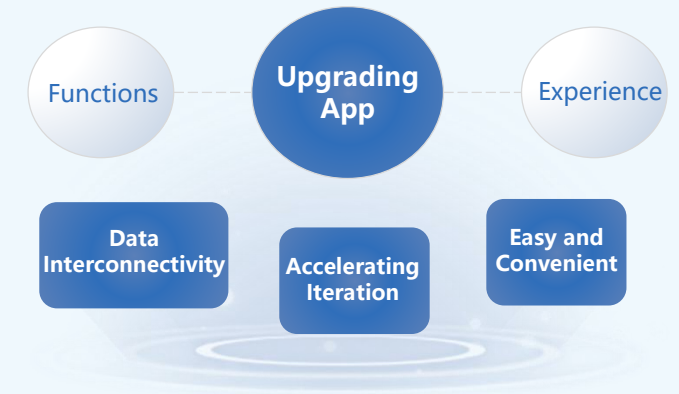 Functions
Upgrading
App
Experience
Data
Interconnectivity
Accelerating
Iteration
Easy and
Convenient